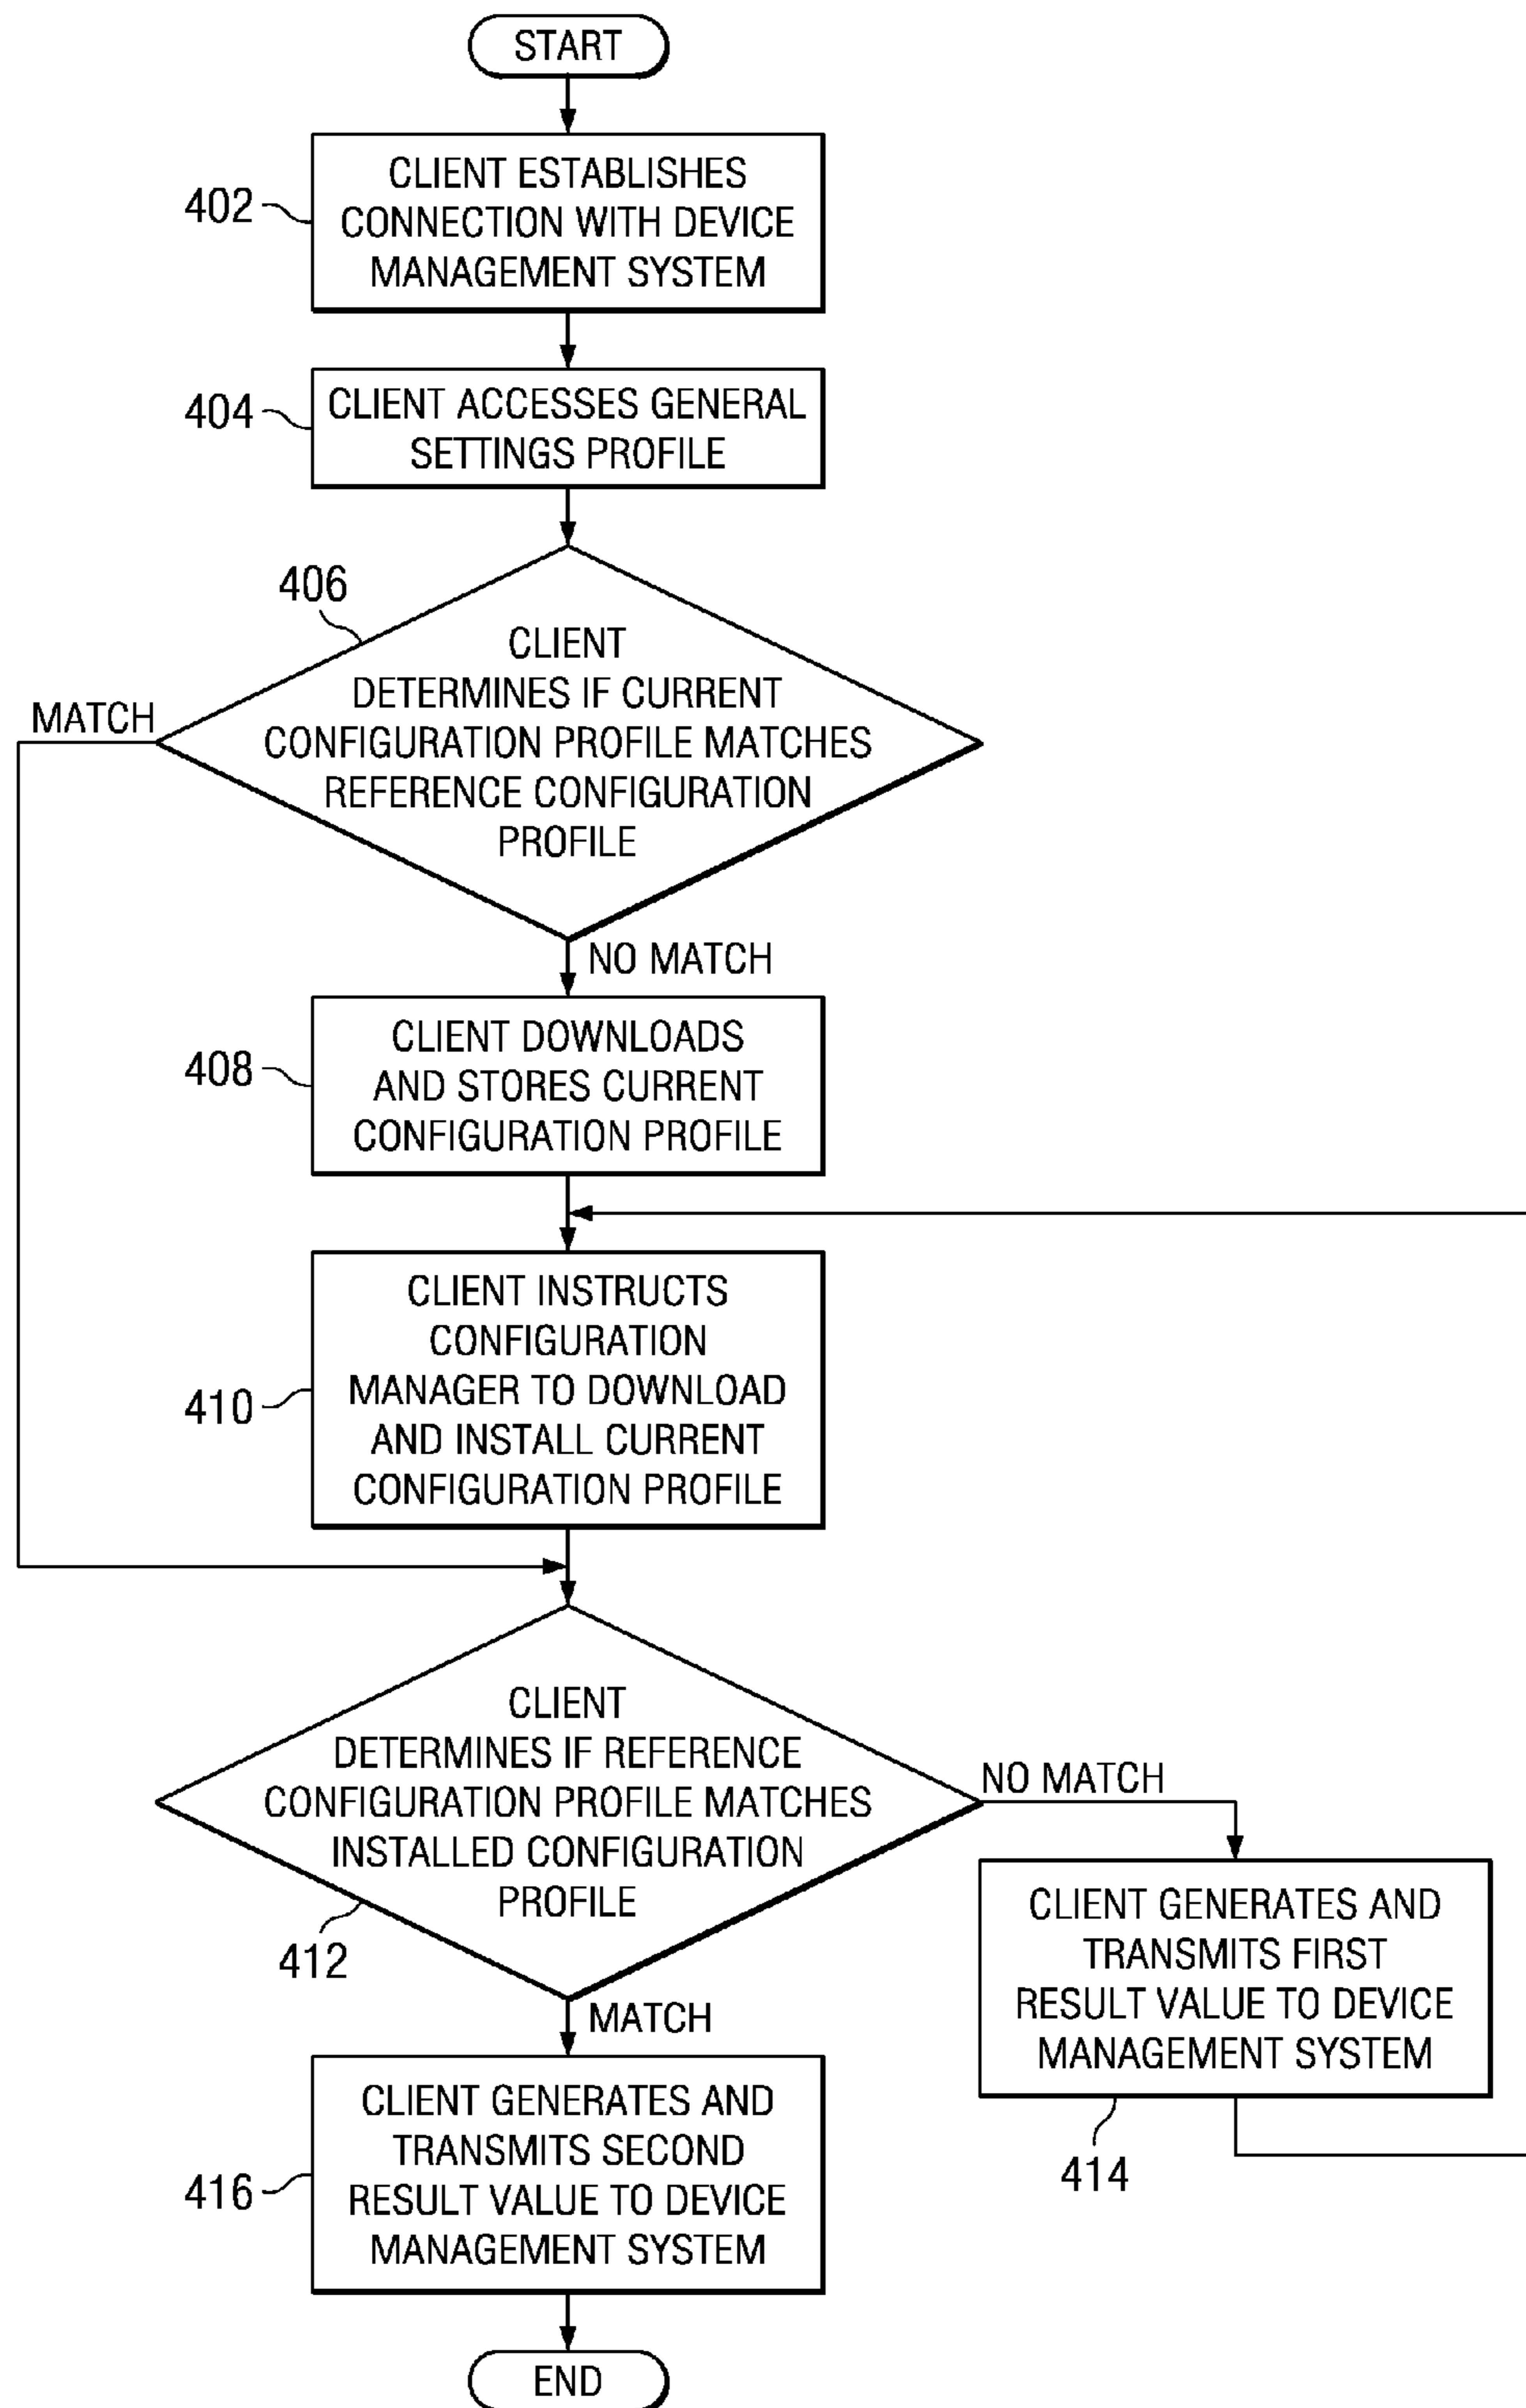 START
402
CLIENT ESTABLISHES
CONNECTION WITH DEVICE
MANAGEMENT SYSTEM
404
CLIENT ACCESSES GENERAL
SETTINGS PROFILE
406
CLIENT
DETERMINES IF CURRENT
CONFIGURATION PROFILE MATCHES
REFERENCE CONFIGURATION
PROFILE
MATCH
NO MATCH
408
CLIENT DOWNLOADS
AND STORES CURRENT
CONFIGURATION PROFILE
410
CLIENT INSTRUCTS
CONFIGURATION
MANAGER TO DOWNLOAD
AND INSTALL CURRENT
CONFIGURATION PROFILE
CLIENT
DETERMINES IF REFERENCE
CONFIGURATION PROFILE MATCHES
INSTALLED CONFIGURATION
PROFILE
412
NO MATCH
CLIENT GENERATES AND
TRANSMITS FIRST
RESULT VALUE TO DEVICE
MANAGEMENT SYSTEM
414
MATCH
416
CLIENT GENERATES AND
TRANSMITS SECOND
RESULT VALUE TO DEVICE
MANAGEMENT SYSTEM
END